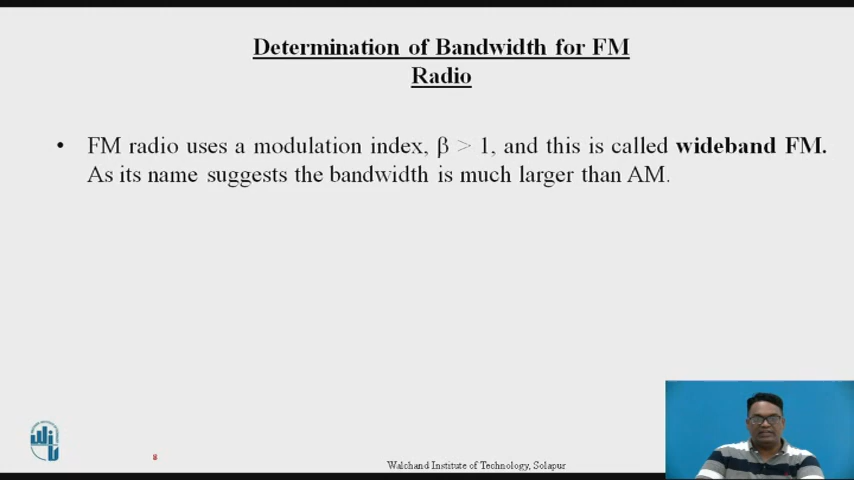 Determination of Bandwidth for FM
Radio
• FM radio uses a modulation index, β > 1, and this is called wideband FM.
As its name suggests the bandwidth is much larger than AM.
8
Walchand Institute of Technology, Solapur